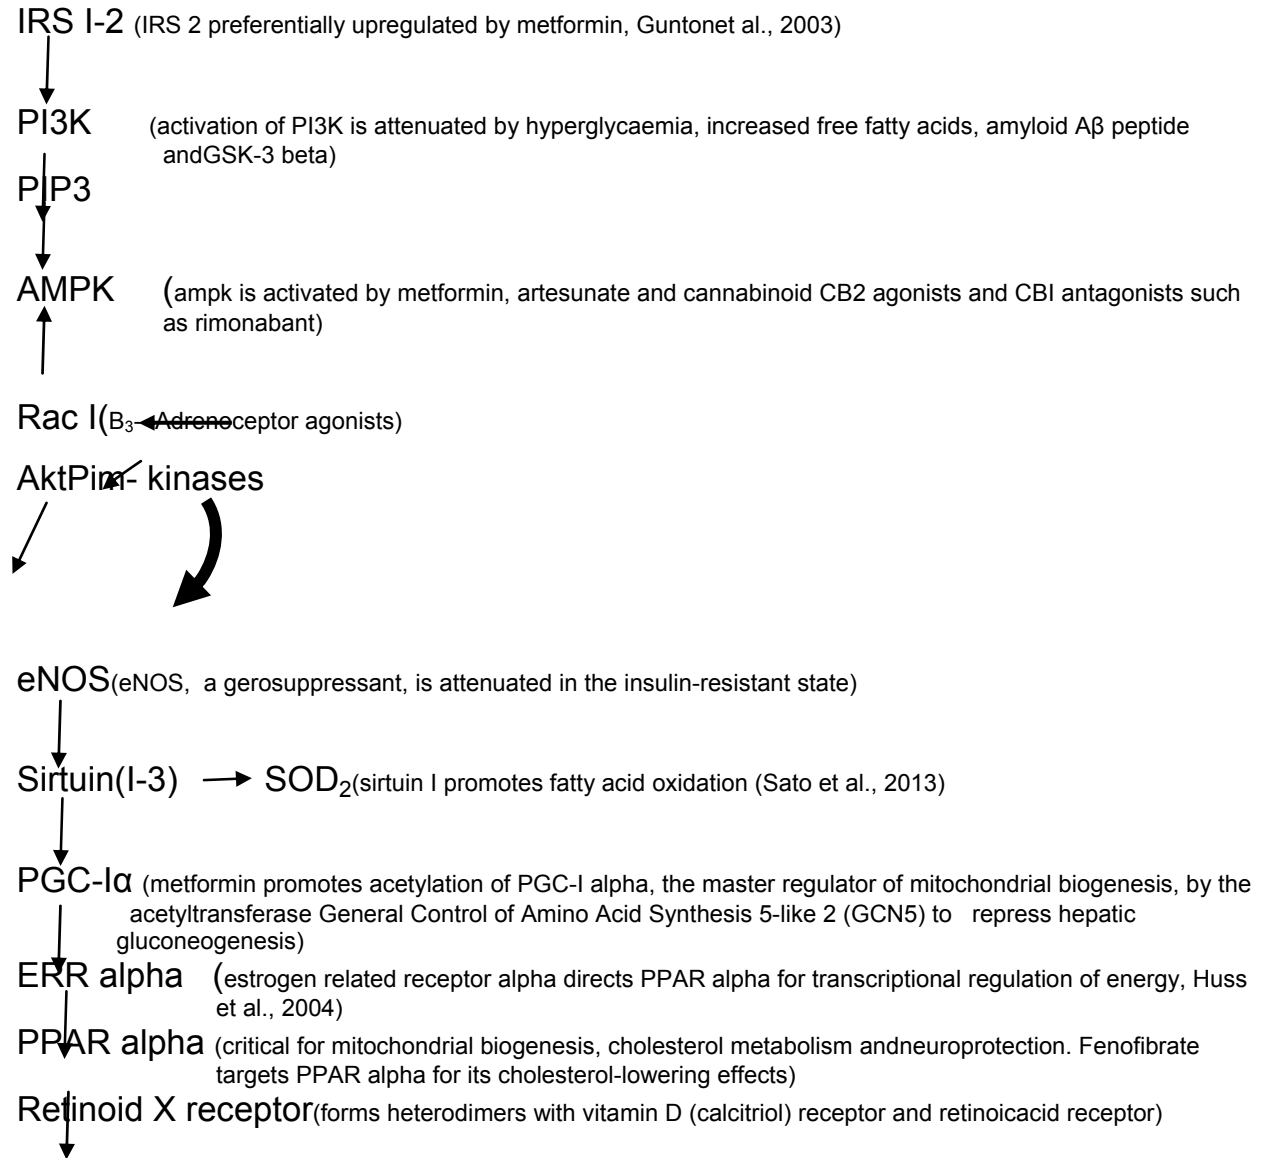 IRS I-2 (IRS 2 preferentially upregulated by metformin, Guntonet al., 2003)
PI3K (activation of PI3K is attenuated by hyperglycaemia, increased free fatty acids, amyloid Aβ peptide
andGSK-3 beta)
PIP3
AMPK (ampk is activated by metformin, artesunate and cannabinoid CB2 agonists and CBI antagonists such
as rimonabant)
Rac I(B₃- Adrenoceptor agonists)
AktPim- kinases
eNOS(eNOS, a gerosuppressant, is attenuated in the insulin-resistant state)
Sirtuin(I-3) SOD₂(sirtuin I promotes fatty acid oxidation (Sato et al., 2013)
PGC-Iα (metformin promotes acetylation of PGC-I alpha, the master regulator of mitochondrial biogenesis, by the
acetyltransferase General Control of Amino Acid Synthesis 5-like 2 (GCN5) to repress hepatic
gluconeogenesis)
ERR alpha (estrogen related receptor alpha directs PPAR alpha for transcriptional regulation of energy, Huss
et al., 2004)
PPAR alpha (critical for mitochondrial biogenesis, cholesterol metabolism andneuroprotection. Fenofibrate
targets PPAR alpha for its cholesterol-lowering effects)
Retinoid X receptor(forms heterodimers with vitamin D (calcitriol) receptor and retinoicacid receptor)